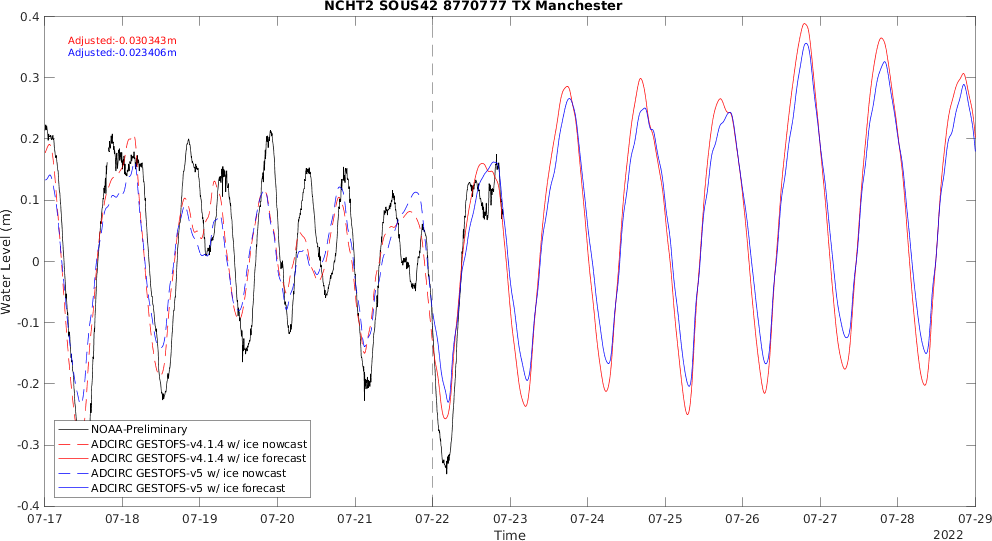 NCHT2 SOUS42 8770777 TX Manchester
Adjusted:-0.030343m
Adjusted:-0.023406m
0.4
0.3
0.2
0.1
0
-0.1
-0.2
-0.3
-0.4
Water Level (m)
NOAA-Preliminary
ADCIRC GESTOFS-v4.1.4 w/ ice nowcast
ADCIRC GESTOFS-v4.1.4 w/ ice forecast
ADCIRC GESTOFS-v5 w/ ice nowcast
ADCIRC GESTOFS-v5 w/ ice forecast
07-17 07-18 07-19 07-20 07-21 07-22 07-23 07-24 07-25 07-26 07-27 07-28 07-29
Time
2022